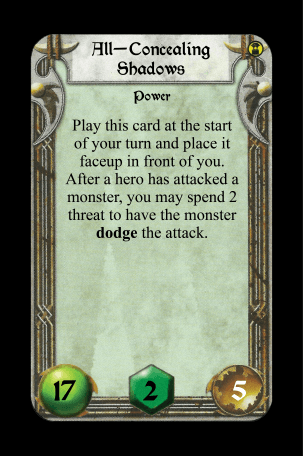 All-Concealing
Shadows
Power
Play this card at the start
of your turn and place it
faceup in front of you.
After a hero has attacked a
monster, you may spend 2
threat to have the monster
dodge the attack.
17
2
5